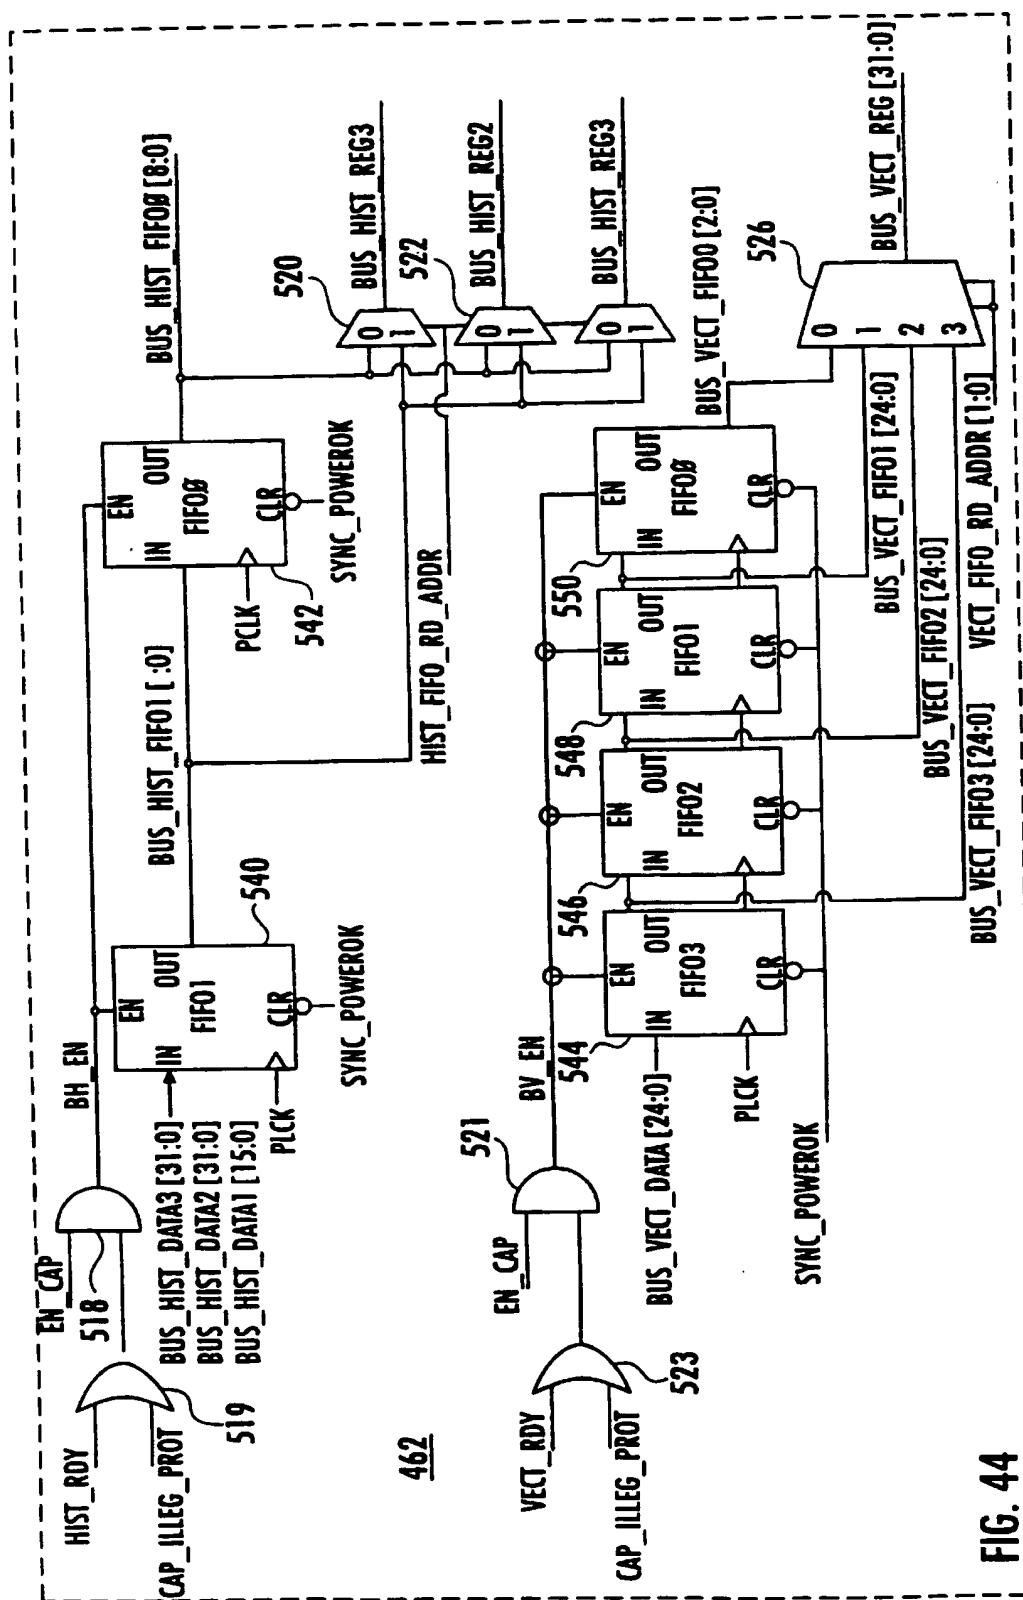 HIST_RDY
CAP_ILLEG_PROT
519
EN_CAP
518
BH_EN
BUS_HIST_DATA3 [31:0]
BUS_HIST_DATA2 [31:0]
BUS_HIST_DATA1 [15:0]
PLCK
EN
IN
OUT
FIFO1
CLR
540
SYNC_POWEROK
BUS_HIST_FIFO1 [ :0]
HIST_FIFO_RD_ADDR
EN
IN
OUT
FIFOØ
CLR
PCLK
542
SYNC_POWEROK
BUS_HIST_FIFOØ [8:0]
520
0
1
BUS_HIST_REG3
522
0
1
BUS_HIST_REG2
0
1
BUS_HIST_REG3
462
VECT_RDY
CAP_ILLEG_PROT
523
EN_CAP
521
BV_EN
BUS_VECT_DATA [24:0]
PLCK
SYNC_POWEROK
544
EN
IN
OUT
FIFO3
CLR
546
EN
IN
OUT
FIFO2
CLR
548
EN
IN
OUT
FIFO1
CLR
550
EN
IN
OUT
FIFOØ
CLR
BUS_VECT_FIFO0 [2:0]
BUS_VECT_FIFO1 [24:0]
BUS_VECT_FIFO2 [24:0]
BUS_VECT_FIFO3 [24:0]
VECT_FIFO_RD_ADDR [1:0]
526
0
1
2
3
BUS_VECT_REG [31:0]
FIG. 44